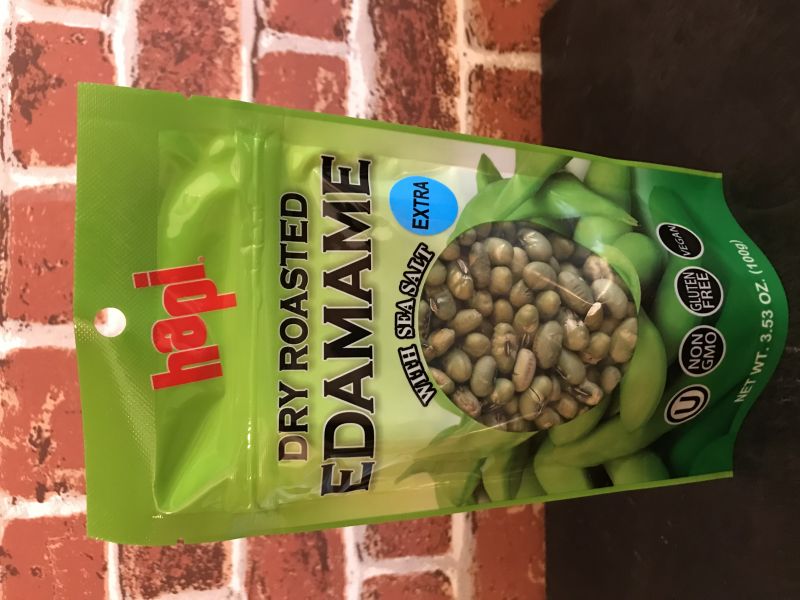 hapi
DRY ROASTED
EDAMAME
EXTRA
WITH SEA SALT
U
NON
GMO
GLUTEN
FREE
VEGAN
NET WT. 3.53 OZ. (100g)